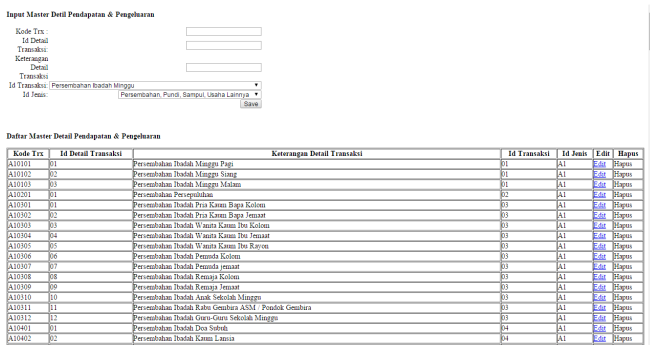 Input Master Detil Pendapatan & Pengeluaran
Kode Trx :
Id Detail
Transaksi:
Keterangan
Detail
Transaksi
Id Transaksi: Persembahan Ibadah Minggu
Id Jenis: Persembahan, Pundi, Sampul, Usaha Lainnya
Save
Daftar Master Detail Pendapatan & Pengeluaran
Kode Trx Id Detail Transaksi Keterangan Detail Transaksi Id Transaksi Id Jenis Edit Hapus
A10101 01 Persembahan Ibadah Minggu Pagi 01 A1 Edit Hapus
A10102 02 Persembahan Ibadah Minggu Siang 01 A1 Edit Hapus
A10103 03 Persembahan Ibadah Minggu Malam 01 A1 Edit Hapus
A10201 01 Persembahan Persepuluhan 02 A1 Edit Hapus
A10301 01 Persembahan Ibadah Pria Kaum Bapa Kolom 03 A1 Edit Hapus
A10302 02 Persembahan Ibadah Pria Kaum Bapa Jemaat 03 A1 Edit Hapus
A10303 03 Persembahan Ibadah Wanita Kaum Ibu Kolom 03 A1 Edit Hapus
A10304 04 Persembahan Ibadah Wanita Kaum Ibu Jemaat 03 A1 Edit Hapus
A10305 05 Persembahan Ibadah Wanita Kaum Ibu Rayon 03 A1 Edit Hapus
A10306 06 Persembahan Ibadah Pemuda Kolom 03 A1 Edit Hapus
A10307 07 Persembahan Ibadah Pemuda jemaat 03 A1 Edit Hapus
A10308 08 Persembahan Ibadah Remaja Kolom 03 A1 Edit Hapus
A10309 09 Persembahan Ibadah Remaja Jemaat 03 A1 Edit Hapus
A10310 10 Persembahan Ibadah Anak Sekolah Minggu 03 A1 Edit Hapus
A10311 11 Persembahan Ibadah Rabu Gembira ASM / Pondok Gembira 03 A1 Edit Hapus
A10312 12 Persembahan Ibadah Guru-Guru Sekolah Minggu 03 A1 Edit Hapus
A10401 01 Persembahan Ibadah Doa Subuh 04 A1 Edit Hapus
A10402 02 Persembahan Ibadah Kaum Lansia 04 A1 Edit Hapus